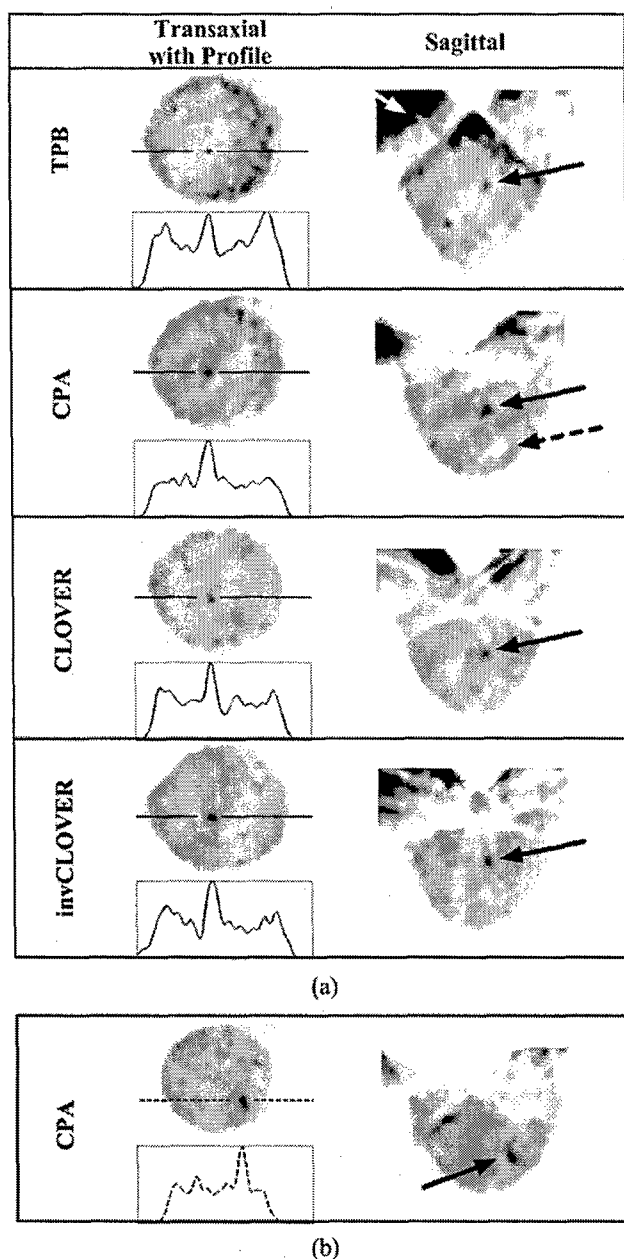 Transaxial
with Profile
Sagittal
TPB
CPA
CLOVER
invCLOVER
(a)
CPA
(b)